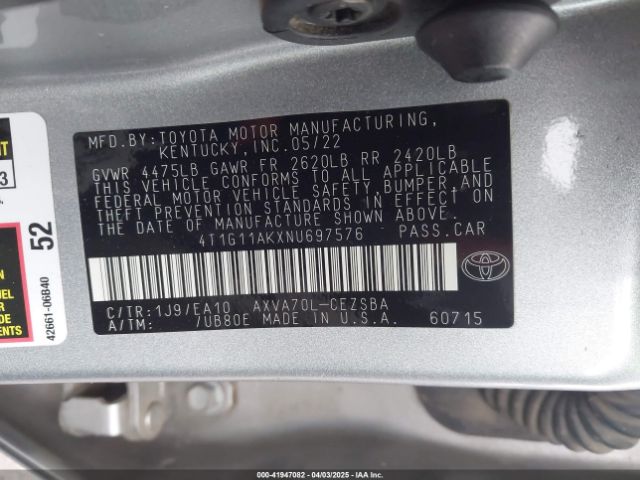 MFD.BY:TOYOTA MOTOR MANUFACTURING,
KENTUCKY, INC.05/22
GVWR 4475LB GAWR FR 2620LB RR 2420LB
THIS VEHICLE CONFORMS TO ALL APPLICABLE
FEDERAL MOTOR VEHICLE SAFETY, BUMPER, AND
THEFT PREVENTION STANDARDS IN EFFECT ON
THE DATE OF MANUFACTURE SHOWN ABOVE.
4T1G11AKXNU697576 PASS.CAR
C/TR:1J9/EA10 AXVA70L-CEZSBA
A/TM: /UB80E MADE IN U.S.A. 60715
52
42661-06B40
3
000-41947082 - 04/03/2025 - IAA, Inc.